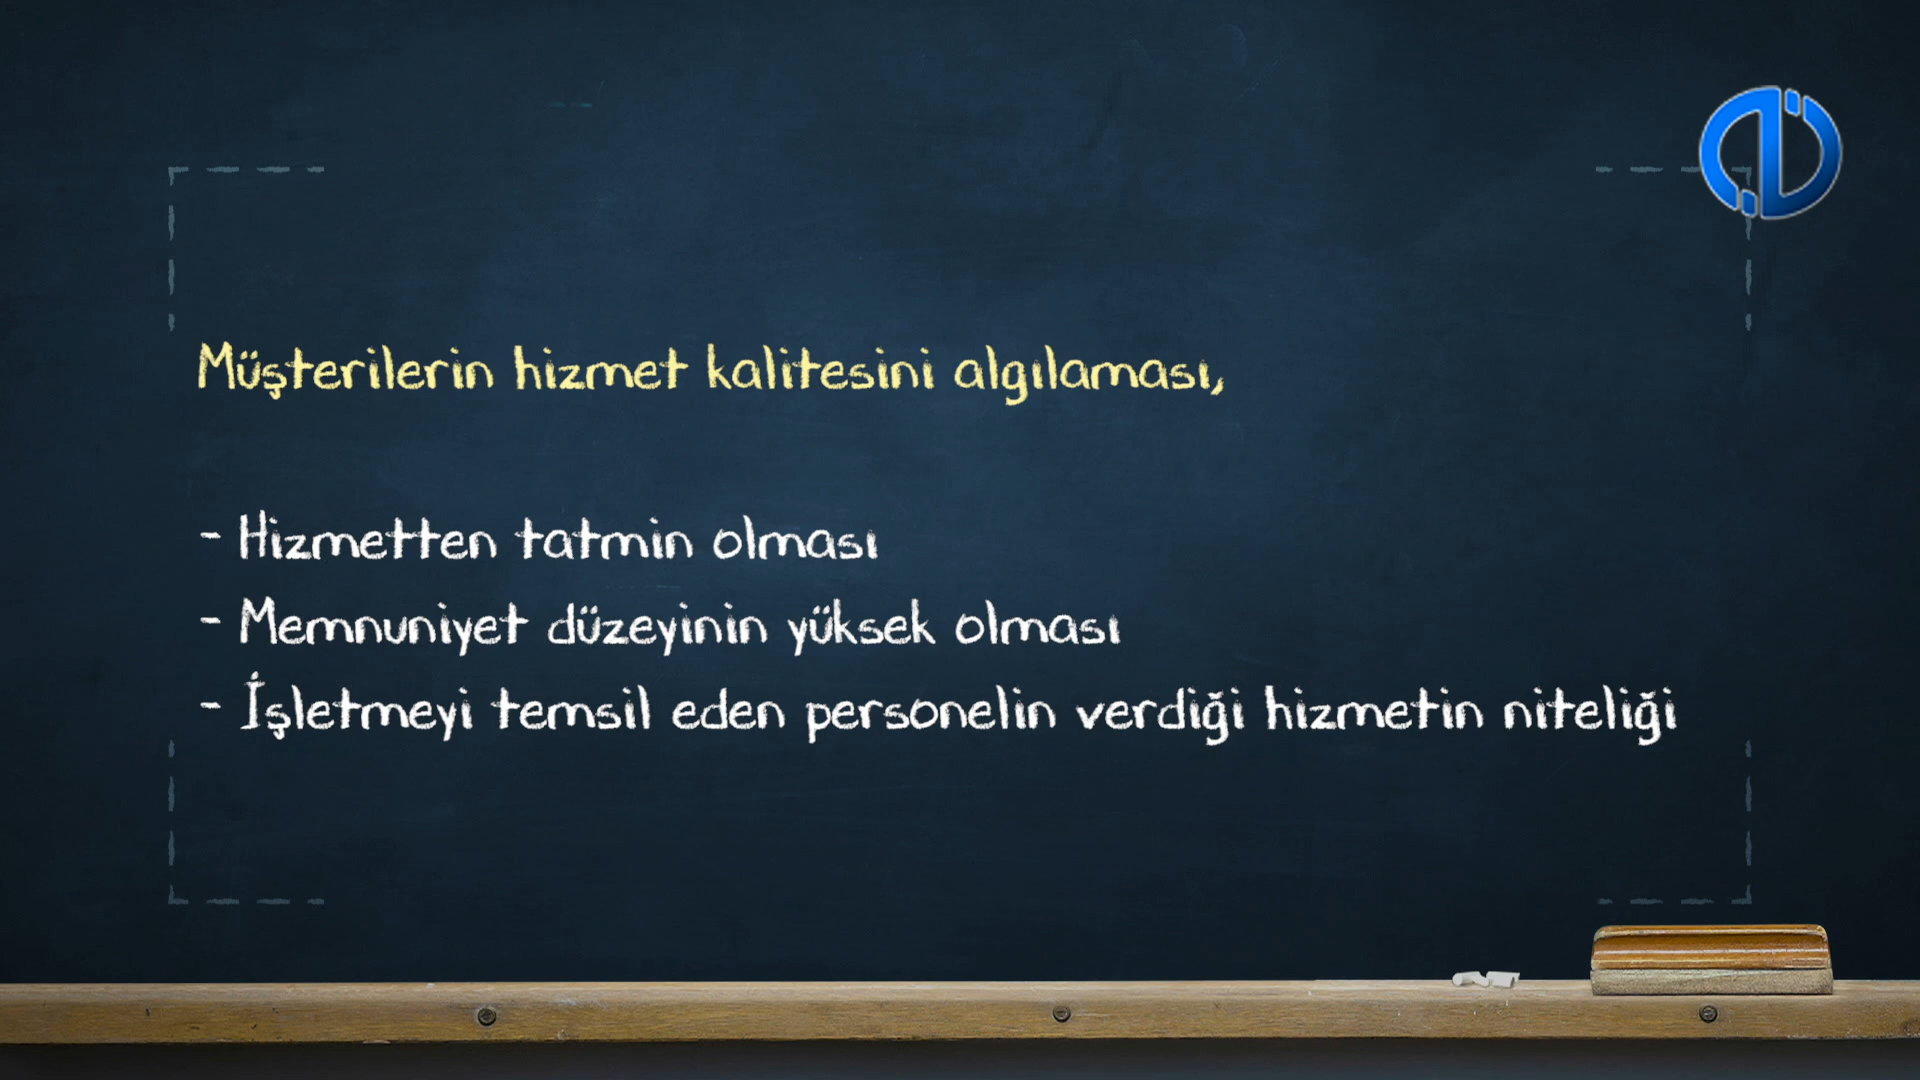 Müşterilerin hizmet kalitesini algılaması,
- Hizmetten tatmin olması
- Memnuniyet düzeyinin yüksek olması
- İşletmeyi temsil eden personelin verdiği hizmetin niteliği